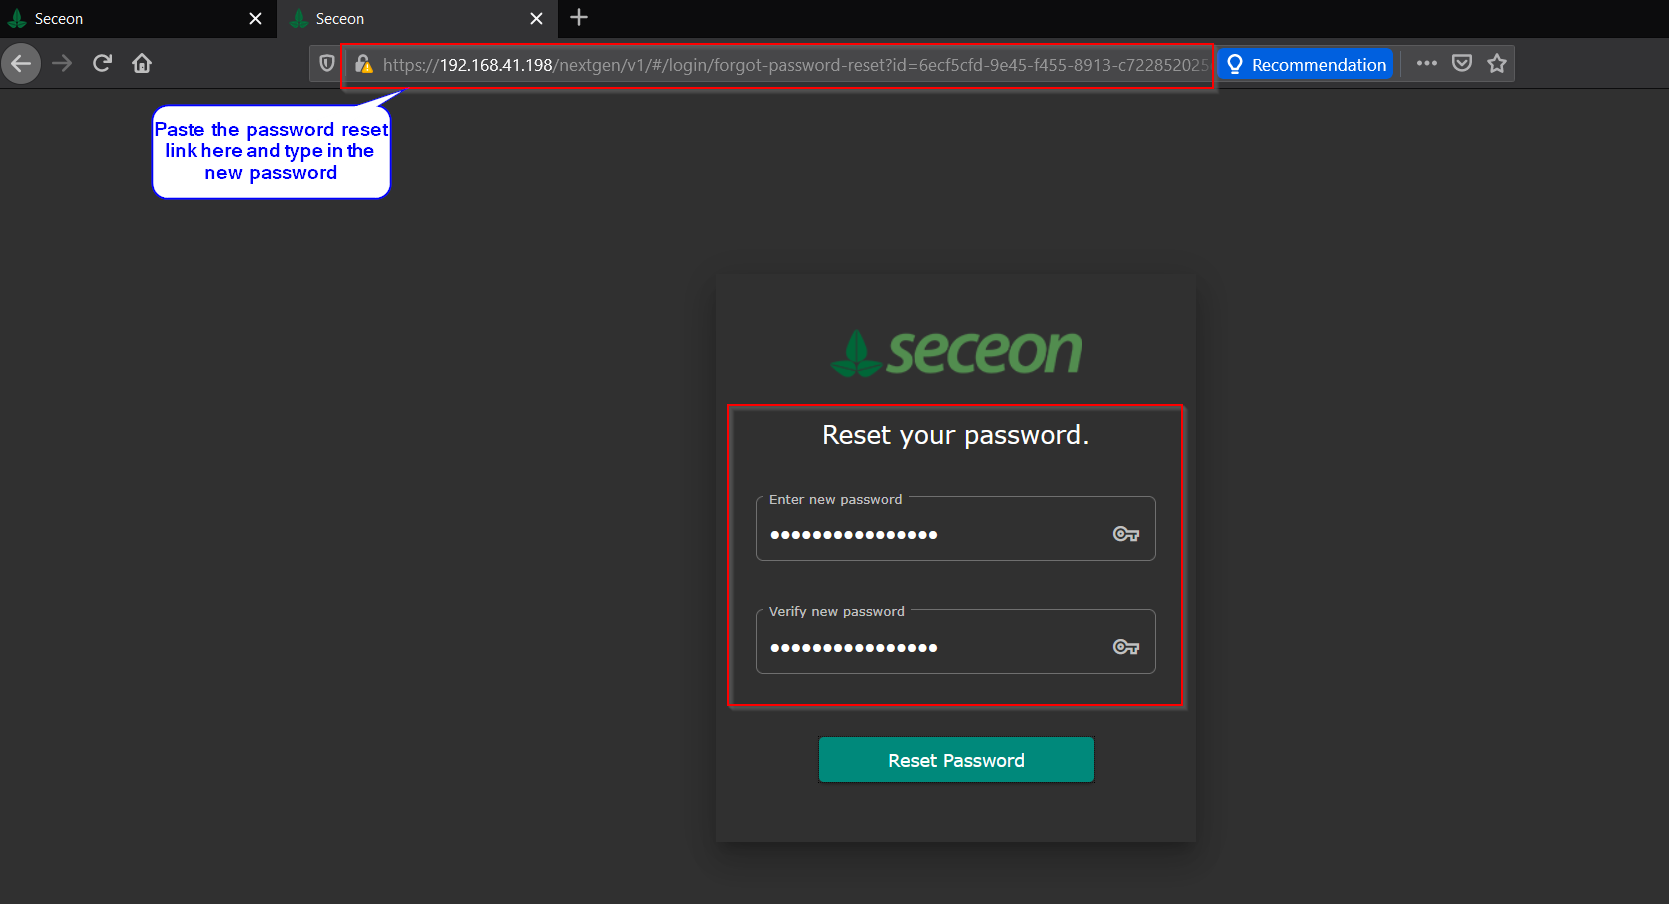 Seceon
Seceon
https://192.168.41.198/nextgen/v1/#/login/forgot-password-reset?id=6ecf5cfd-9e45-f455-8913-c722852025
Recommendation
Paste the password reset
link here and type in the
new password
seceon
Reset your password.
Enter new password
••••••••••••••••
Verify new password
••••••••••••••••
Reset Password